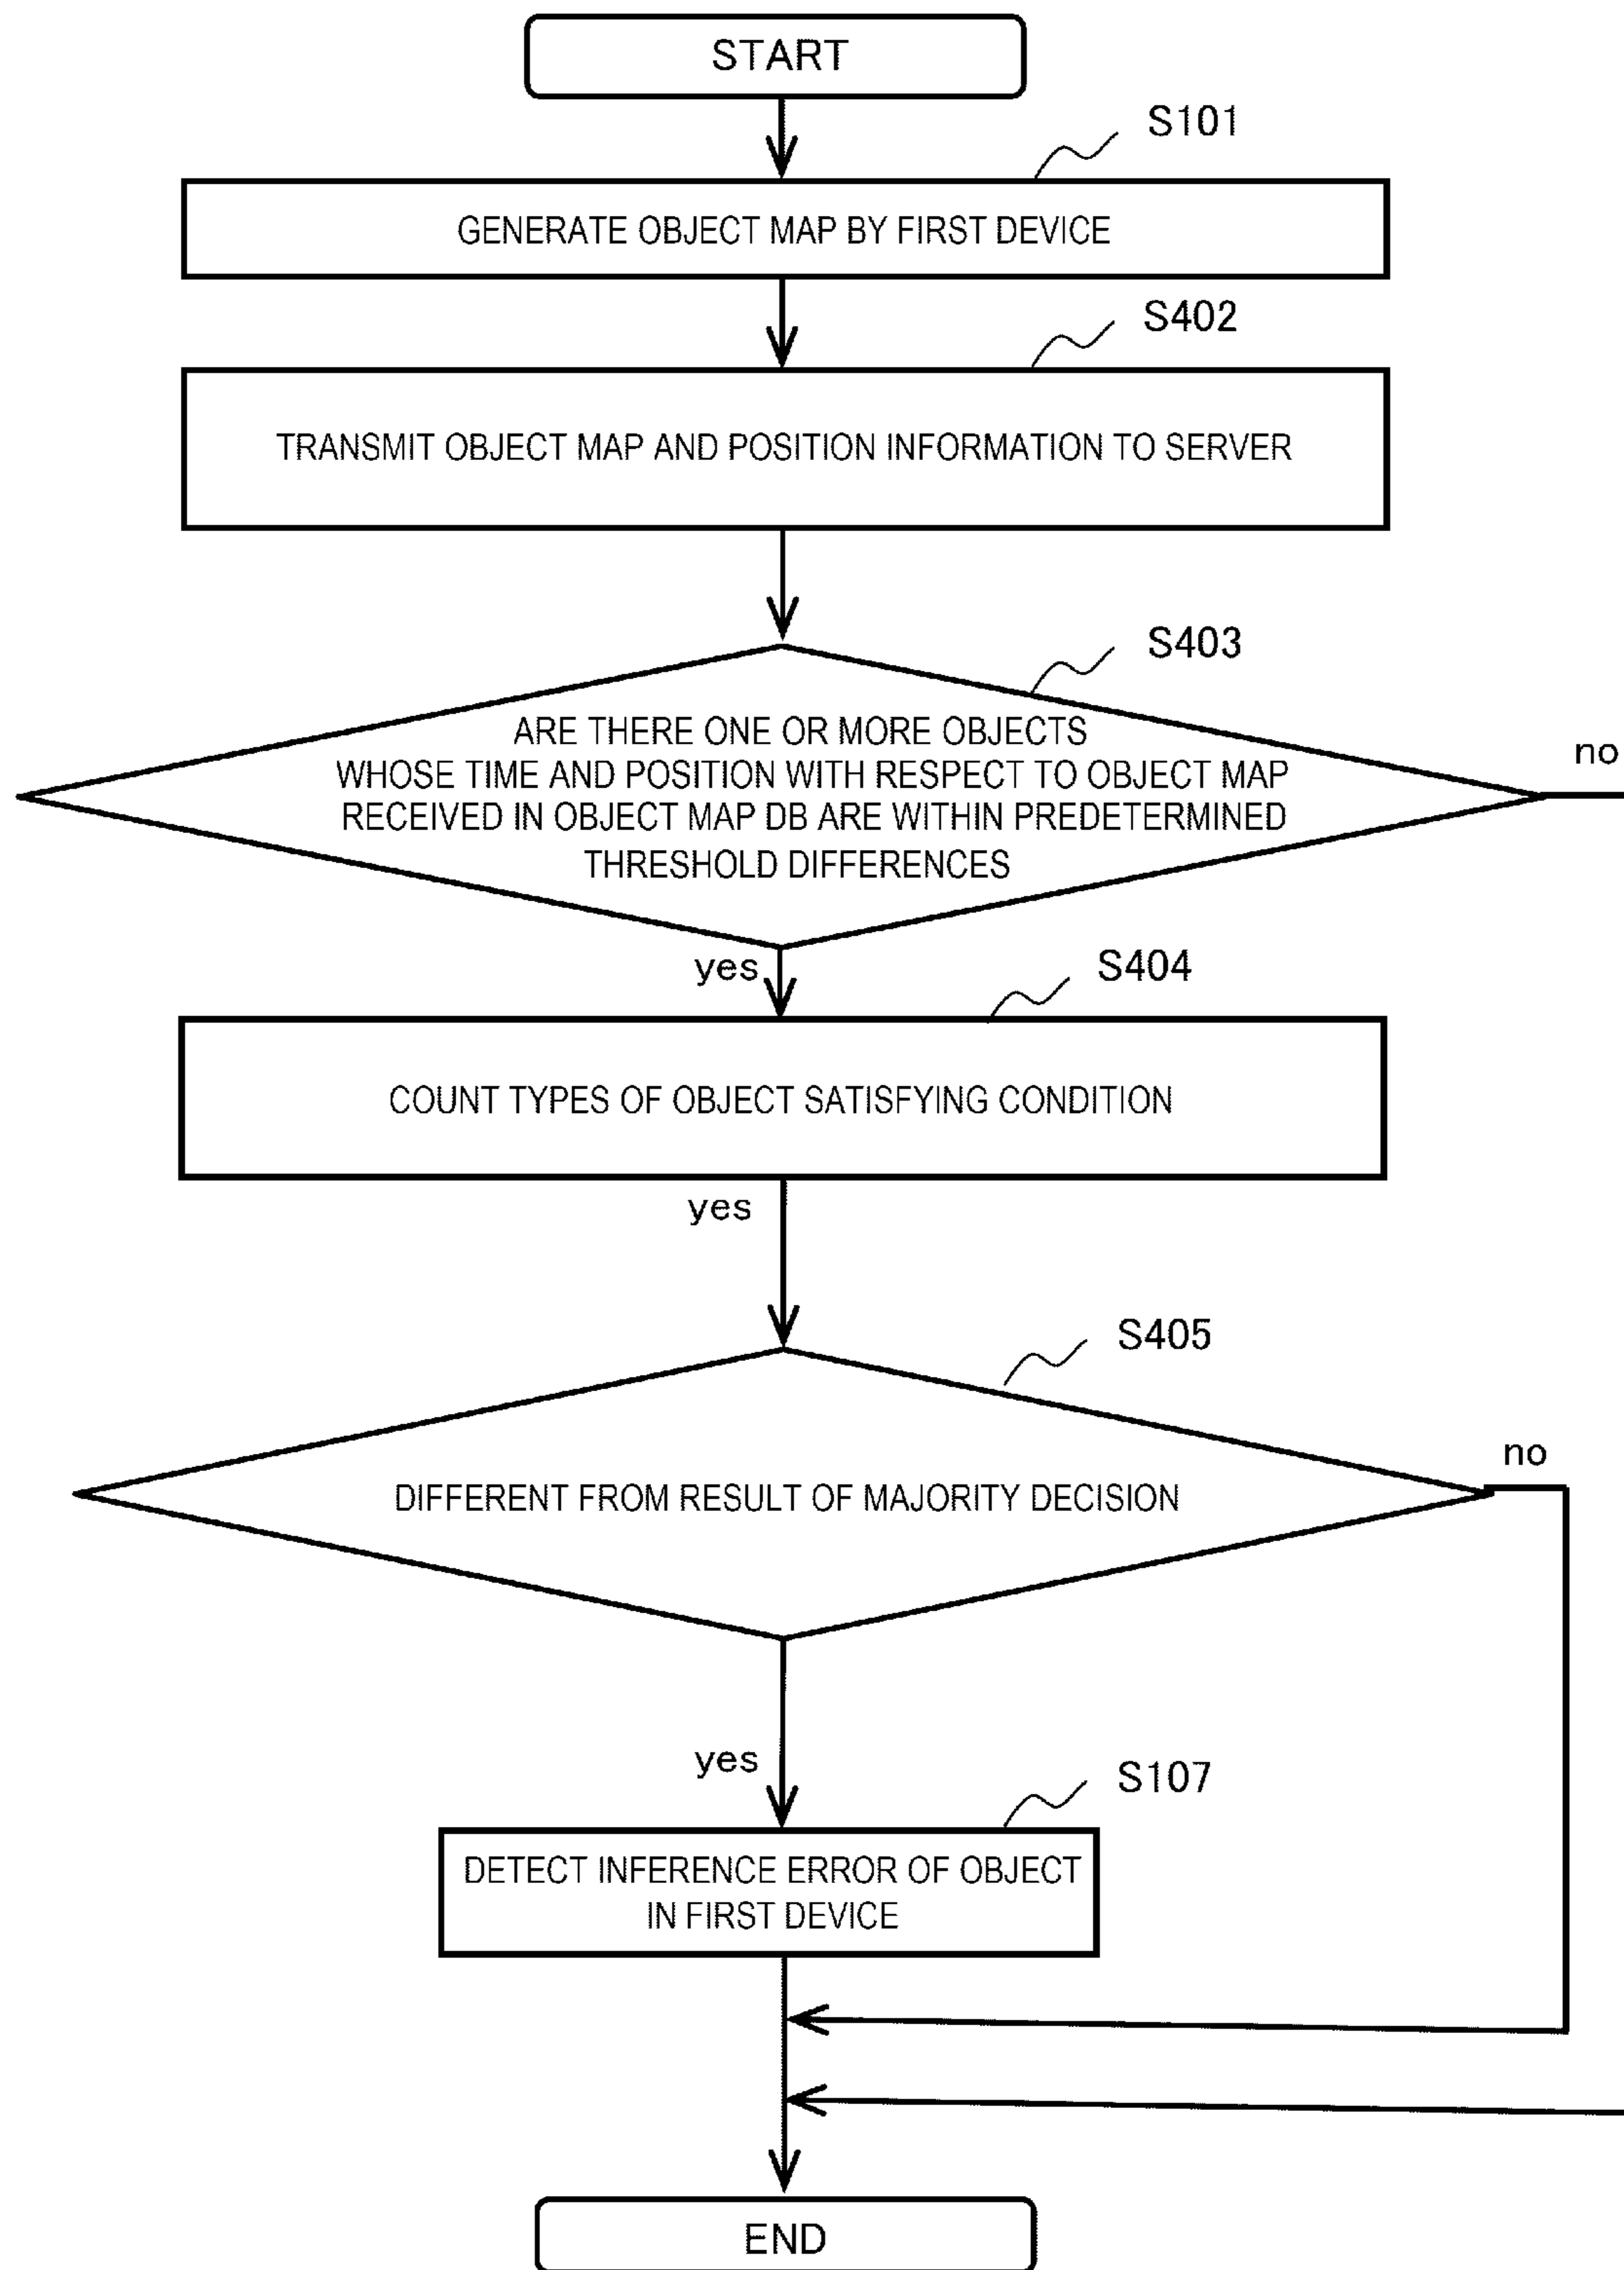 START
S101
GENERATE OBJECT MAP BY FIRST DEVICE
S402
TRANSMIT OBJECT MAP AND POSITION INFORMATION TO SERVER
S403
ARE THERE ONE OR MORE OBJECTS
WHOSE TIME AND POSITION WITH RESPECT TO OBJECT MAP
RECEIVED IN OBJECT MAP DB ARE WITHIN PREDETERMINED
THRESHOLD DIFFERENCES
no
yes
S404
COUNT TYPES OF OBJECT SATISFYING CONDITION
yes
S405
DIFFERENT FROM RESULT OF MAJORITY DECISION
no
yes
S107
DETECT INFERENCE ERROR OF OBJECT
IN FIRST DEVICE
END